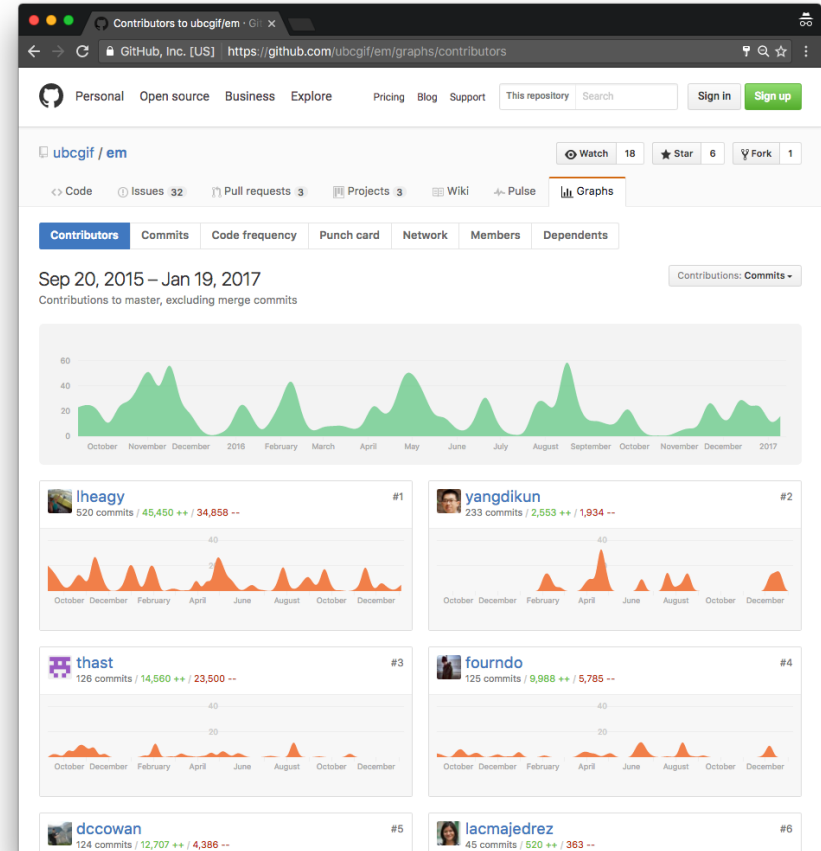 Contributors to ubcgif/em · Git
GitHub, Inc. [US] https://github.com/ubcgif/em/graphs/contributors
Personal Open source Business Explore Pricing Blog Support This repository Search Sign in Sign up
ubcgif / em
Watch 18 Star 6 Fork 1
Code Issues 32 Pull requests 3 Projects 3 Wiki Pulse Graphs
Contributors Commits Code frequency Punch card Network Members Dependents
Sep 20, 2015 – Jan 19, 2017
Contributions: Commits
Contributions to master, excluding merge commits
60
40
20
0
October November December 2016 February March April May June July August September October November December 2017
lheagy #1
520 commits / 45,450 ++ / 34,858 --
40
2
October December February April June August October December
yangdikun #2
233 commits / 2,553 ++ / 1,934 --
40
October December February April June August October December
thast #3
126 commits / 14,560 ++ / 23,500 --
40
20
October December February April June August October December
fourndo #4
125 commits / 9,988 ++ / 5,785 --
40
20
October December February April June August October December
dccowan #5
124 commits / 12,707 ++ / 4,386 --
lacmajedrez #6
45 commits / 520 ++ / 363 --